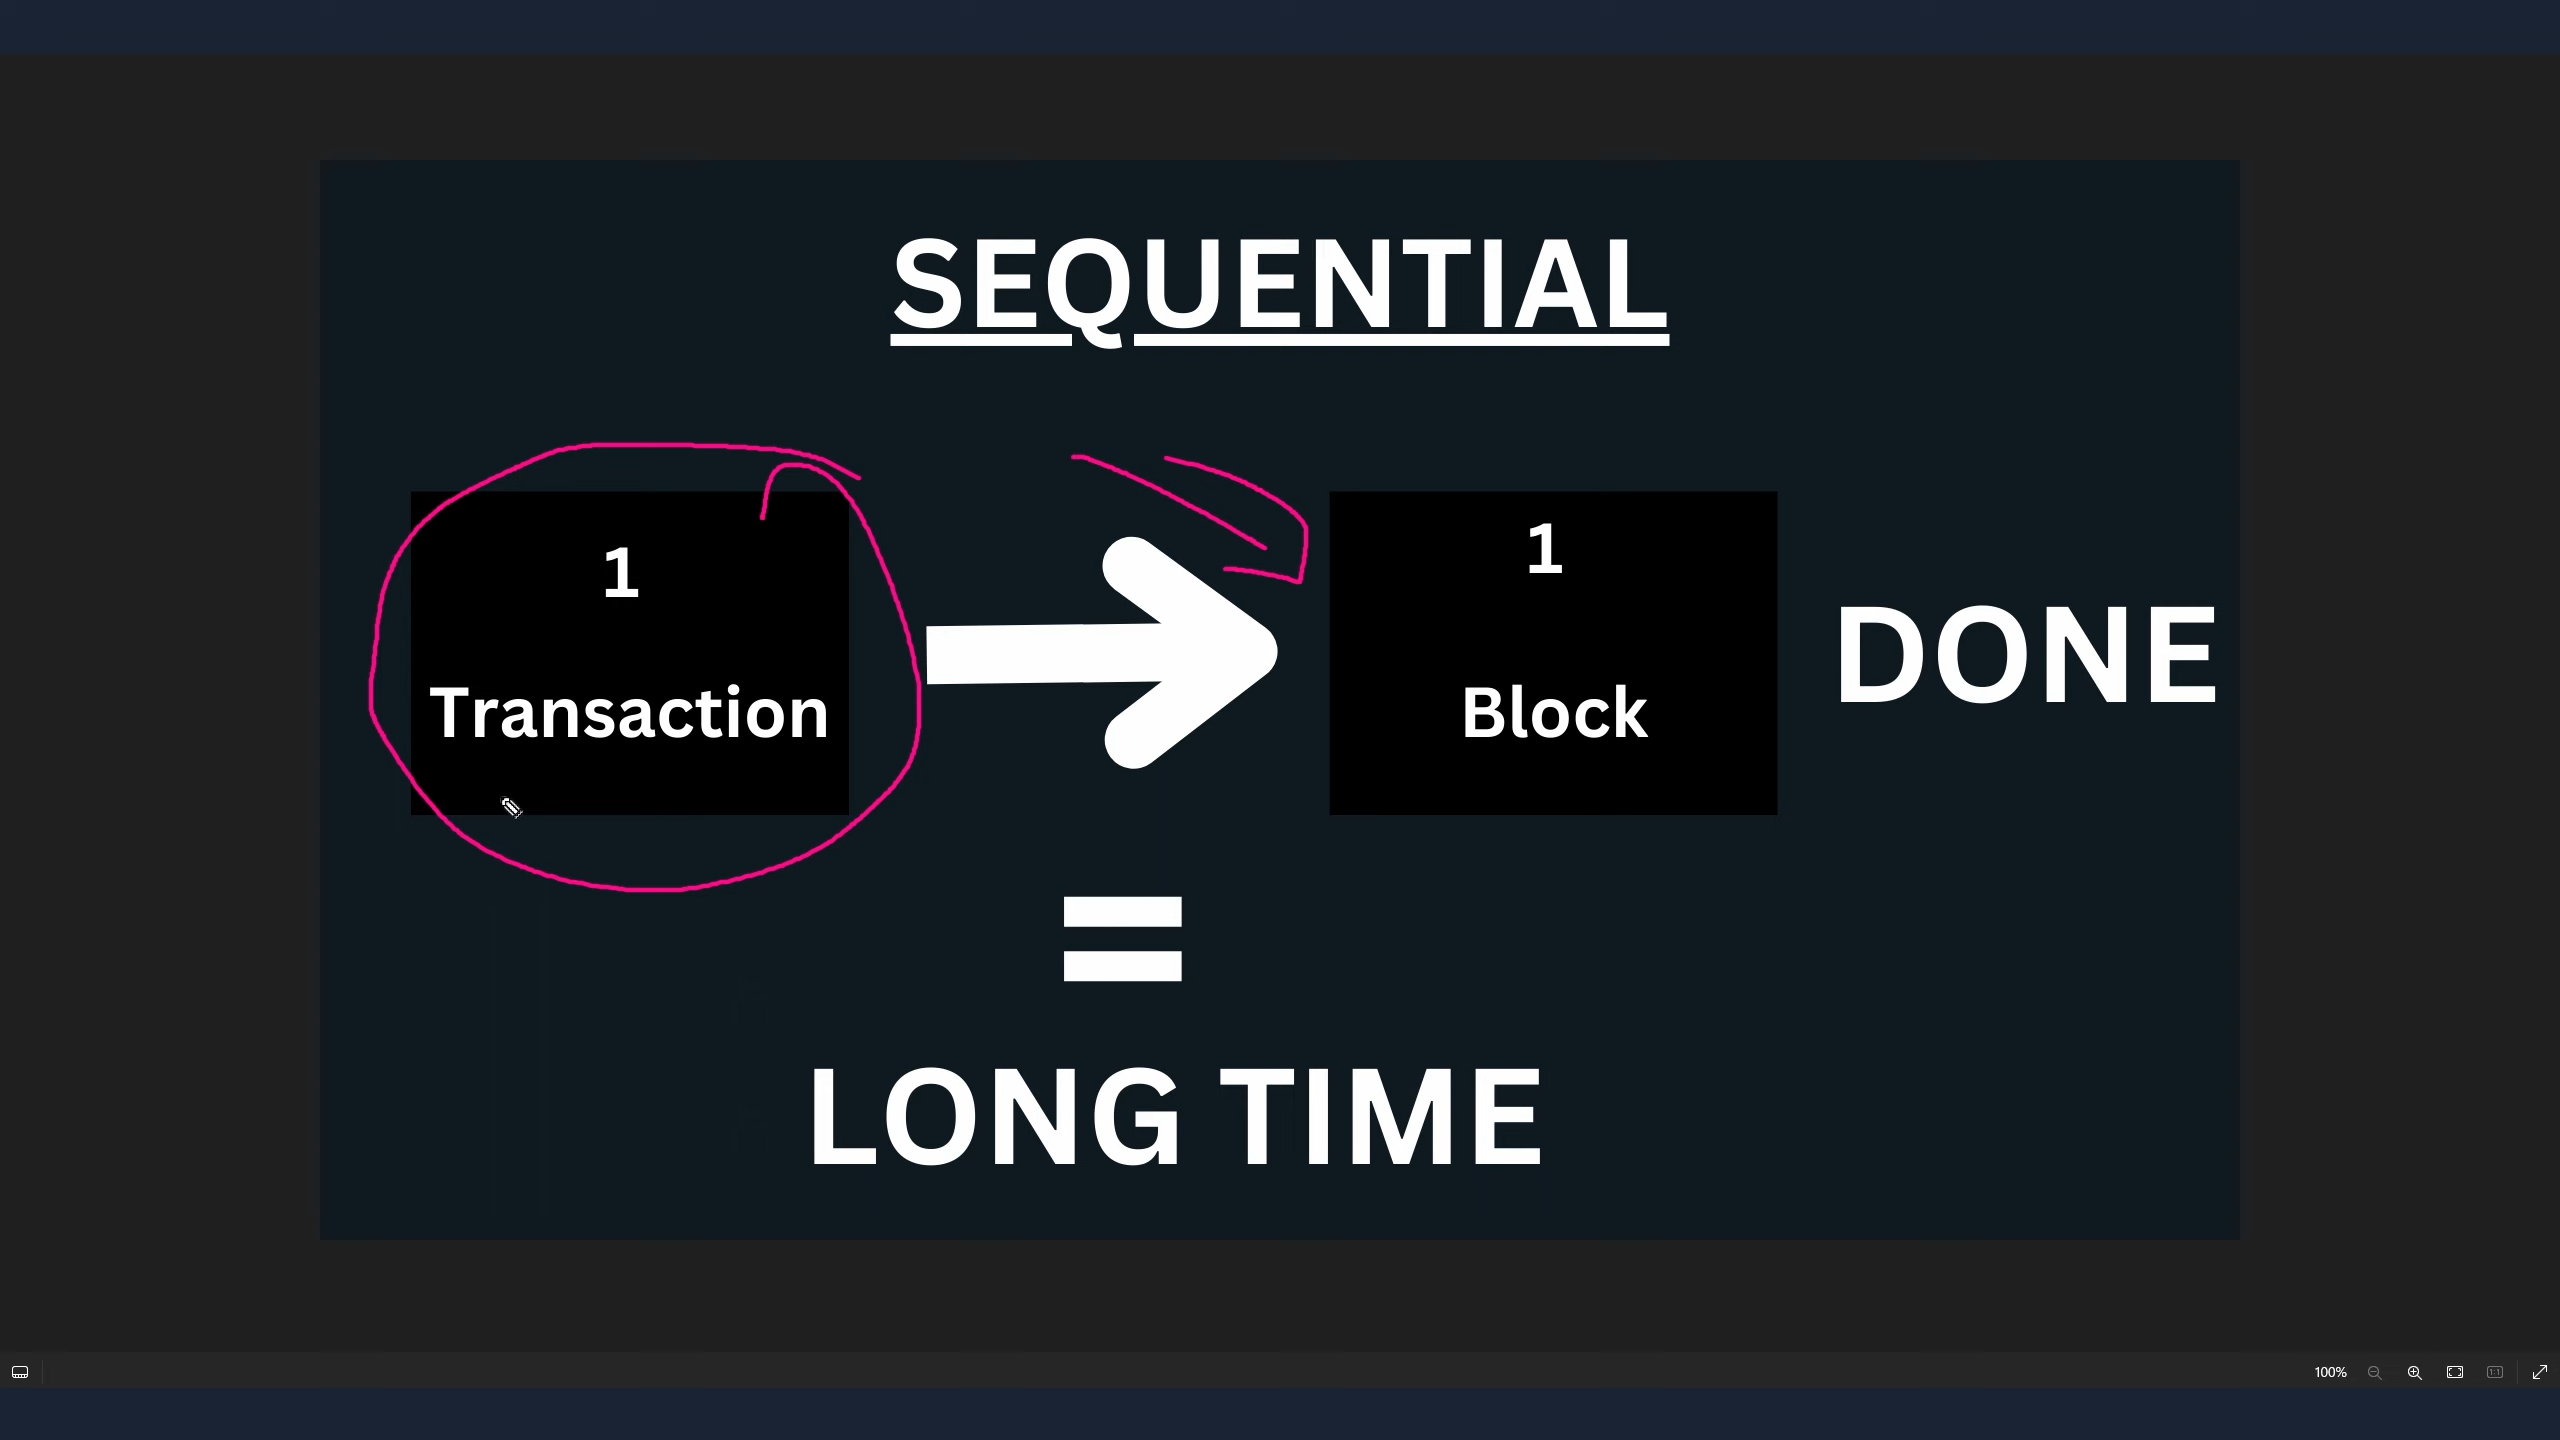 SEQUENTIAL
1
Transaction
1
Block
DONE
=
LONG TIME
100%